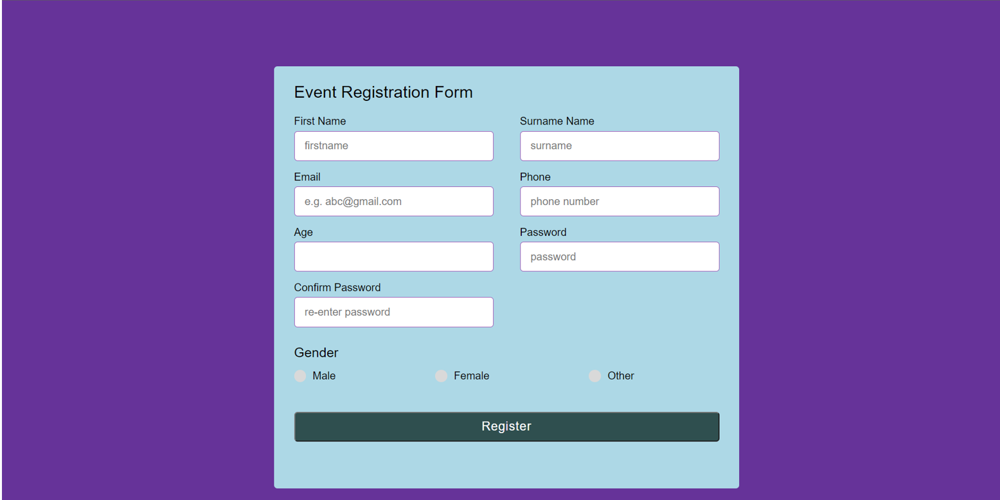 Event Registration Form
First Name
Surname Name
firstname
surname
Email
Phone
e.g. abc@gmail.com
phone number
Age
Password
password
Confirm Password
re-enter password
Gender
Male
Female
Other
Register